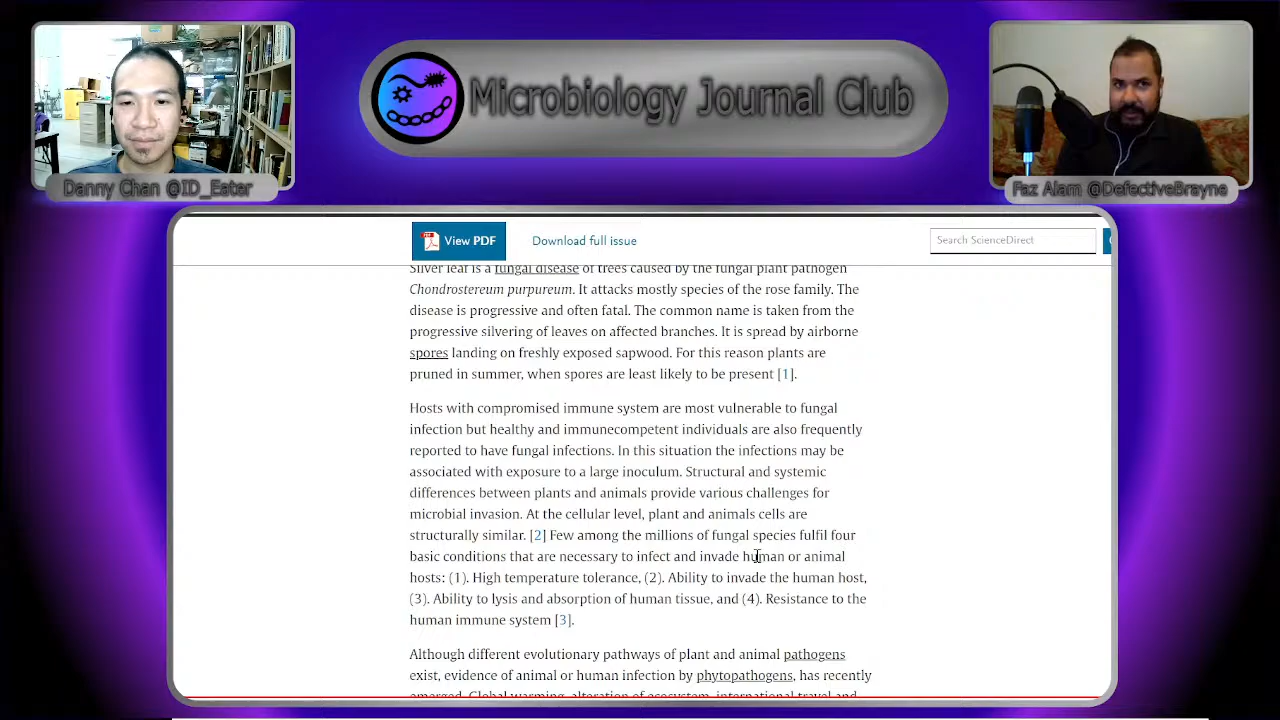 Microbiology Journal Club
Danny Chan @ID_Eater
Faz Alam @DefectiveBrayne
View PDF
Download full issue
Search ScienceDirect
Silver leaf is a fungal disease of trees caused by the fungal plant pathogen
Chondrostereum purpureum. It attacks mostly species of the rose family. The
disease is progressive and often fatal. The common name is taken from the
progressive silvering of leaves on affected branches. It is spread by airborne
spores landing on freshly exposed sapwood. For this reason plants are
pruned in summer, when spores are least likely to be present [1].
Hosts with compromised immune system are most vulnerable to fungal
infection but healthy and immunecompetent individuals are also frequently
reported to have fungal infections. In this situation the infections may be
associated with exposure to a large inoculum. Structural and systemic
differences between plants and animals provide various challenges for
microbial invasion. At the cellular level, plant and animals cells are
structurally similar. [2] Few among the millions of fungal species fulfil four
basic conditions that are necessary to infect and invade human or animal
hosts: (1). High temperature tolerance, (2). Ability to invade the human host,
(3). Ability to lysis and absorption of human tissue, and (4). Resistance to the
human immune system [3].
Although different evolutionary pathways of plant and animal pathogens
exist, evidence of animal or human infection by phytopathogens, has recently
emerged. Global warming, alteration of ecosystem, international travel and